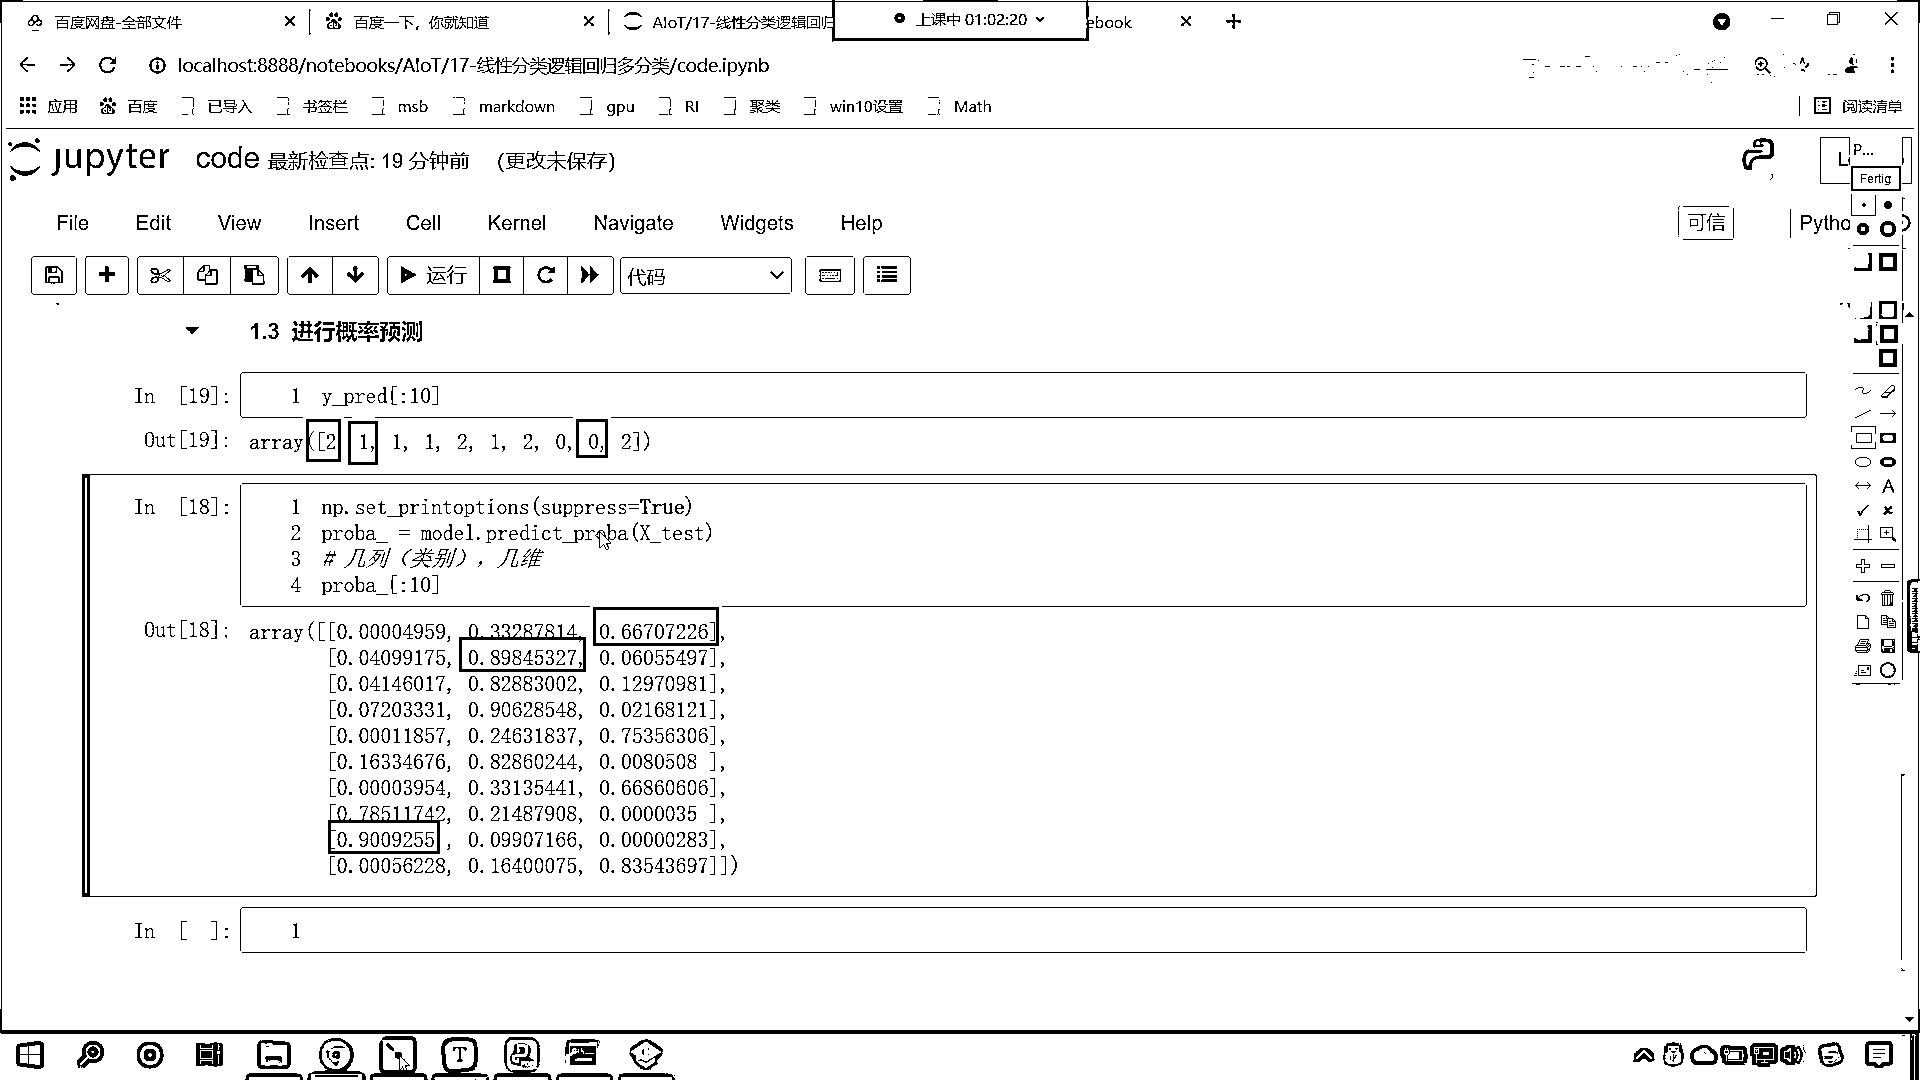 百度网盘-全部文件
百度一下，你就知道
AIoT/17-线性分类逻辑回归
上课中 01:02:20
ebook
localhost:8888/notebooks/AIoT/17-线性分类逻辑回归多分类/code.ipynb
应用 百度 已导入 书签栏 msb markdown gpu RI 聚类 win10设置 Math 阅读清单
jupyter code 最新检查点: 19 分钟前 (更改未保存)
P...
Fertig
File Edit View Insert Cell Kernel Navigate Widgets Help 可信 Pytho
运行 代码
1.3 进行概率预测
In [19]: 1 y_pred[:10]
Out[19]: array([2, 1, 1, 1, 2, 1, 2, 0, 0, 2])
In [18]: 1 np.set_printoptions(suppress=True)
2 proba_ = model.predict_proba(X_test)
3 # 几列（类别），几维
4 proba_[:10]
Out[18]: array([[0.00004959, 0.33287814, 0.66707226],
[0.04099175, 0.89845327, 0.06055497],
[0.04146017, 0.82883002, 0.12970981],
[0.07203331, 0.90628548, 0.02168121],
[0.00011857, 0.24631837, 0.75356306],
[0.16334676, 0.82860244, 0.0080508 ],
[0.00003954, 0.33135441, 0.66860606],
[0.78511742, 0.21487908, 0.0000035 ],
[0.9009255 , 0.09907166, 0.00000283],
[0.00056228, 0.16400075, 0.83543697]])
In [ ]: 1